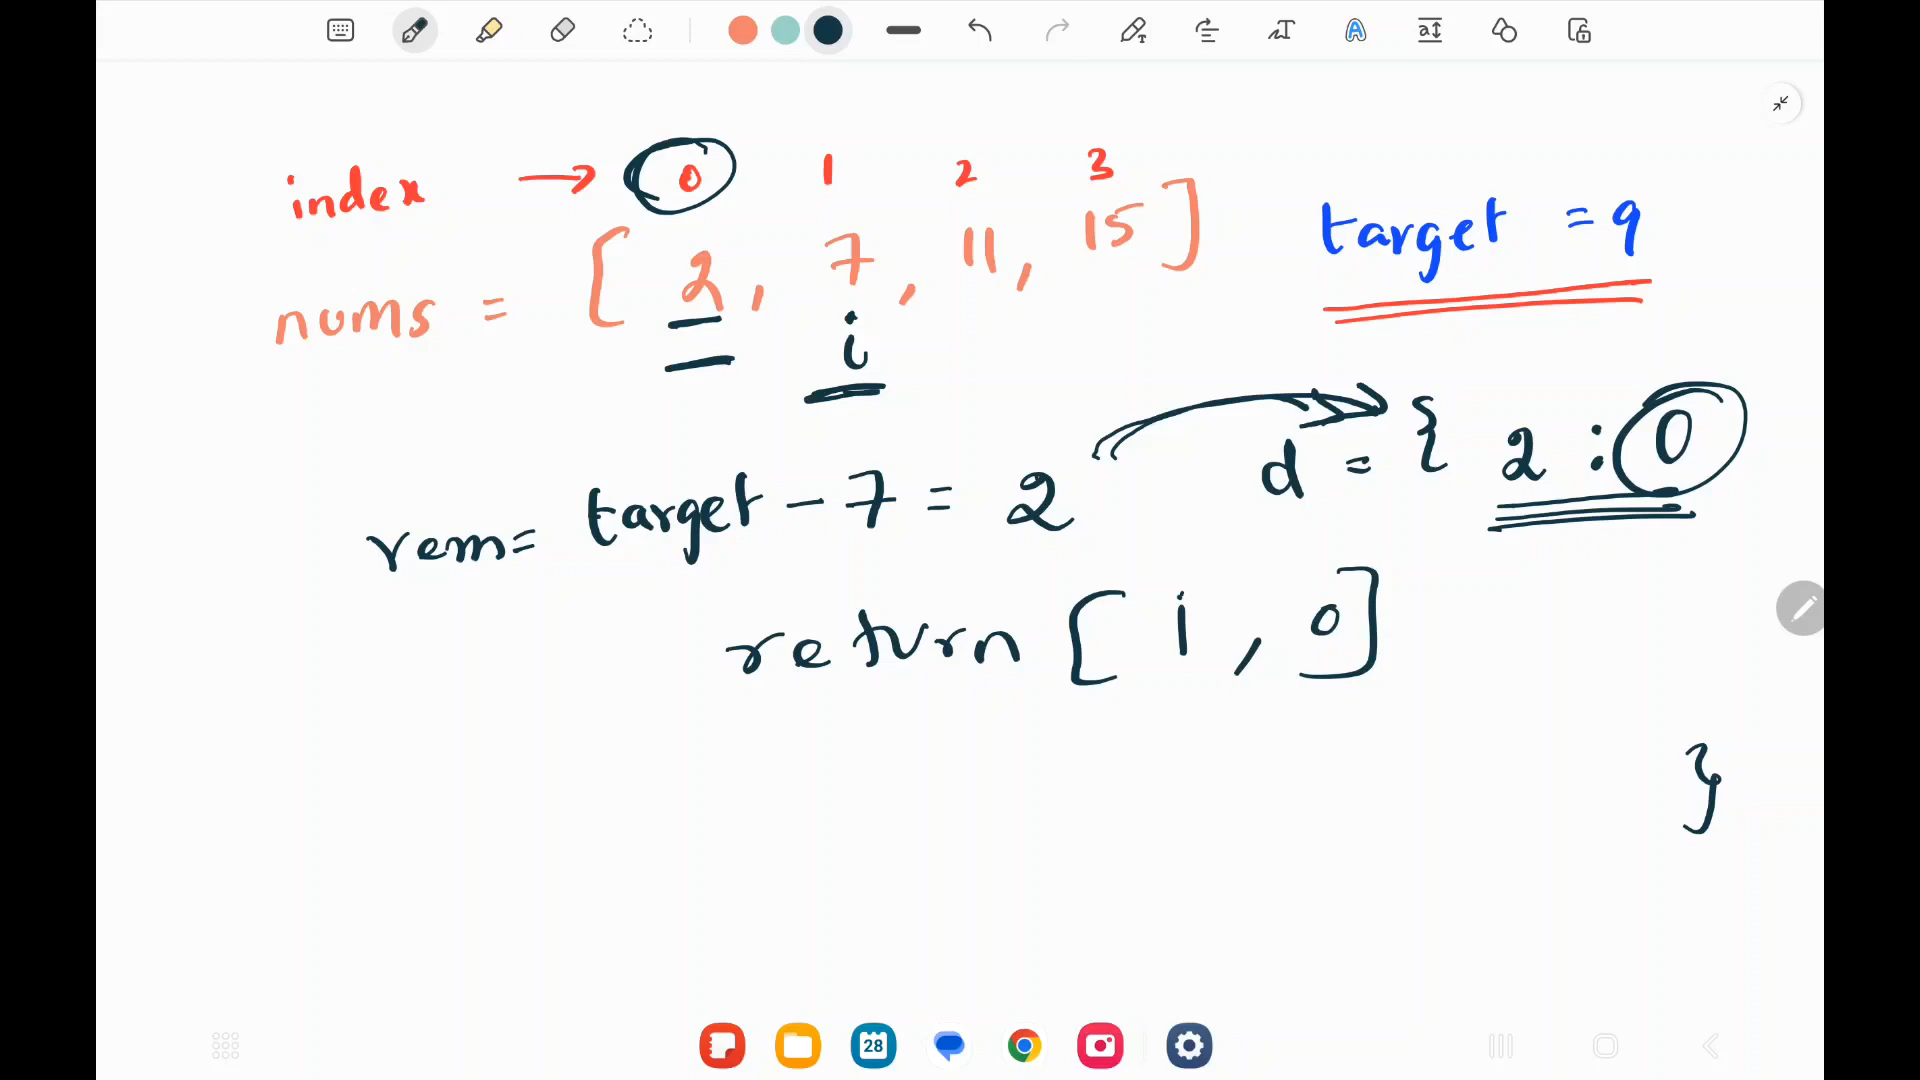 index → 0 1 2 3
nums = [ 2 , 7 , 11 , 15 ]
target = 9
i
d = { 2 : 0
rem = target - 7 = 2
return [ i , 0 ]
}
28